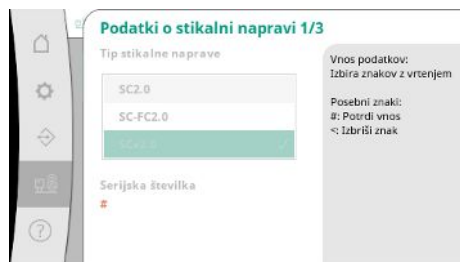 Podatki o stikalni napravi 1/3
Tip stikalne naprave
SC2.0
SC-FC2.0
Serijska številka
#
Vnos podatkov:
Izbira znakov z vrtenjem
Posebni znaki:
#: Potrdi vnos
<: Izbriši znak
?